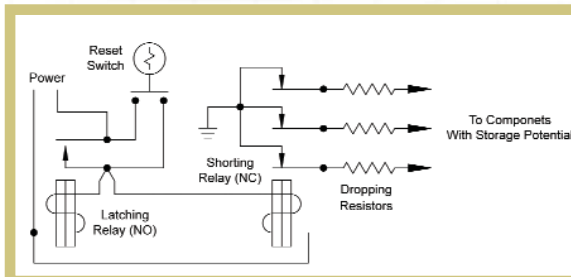 Reset
Switch
Power
To Componets
With Storage Potential
Shorting
Relay (NC)
Dropping
Resistors
Latching
Relay (NO)